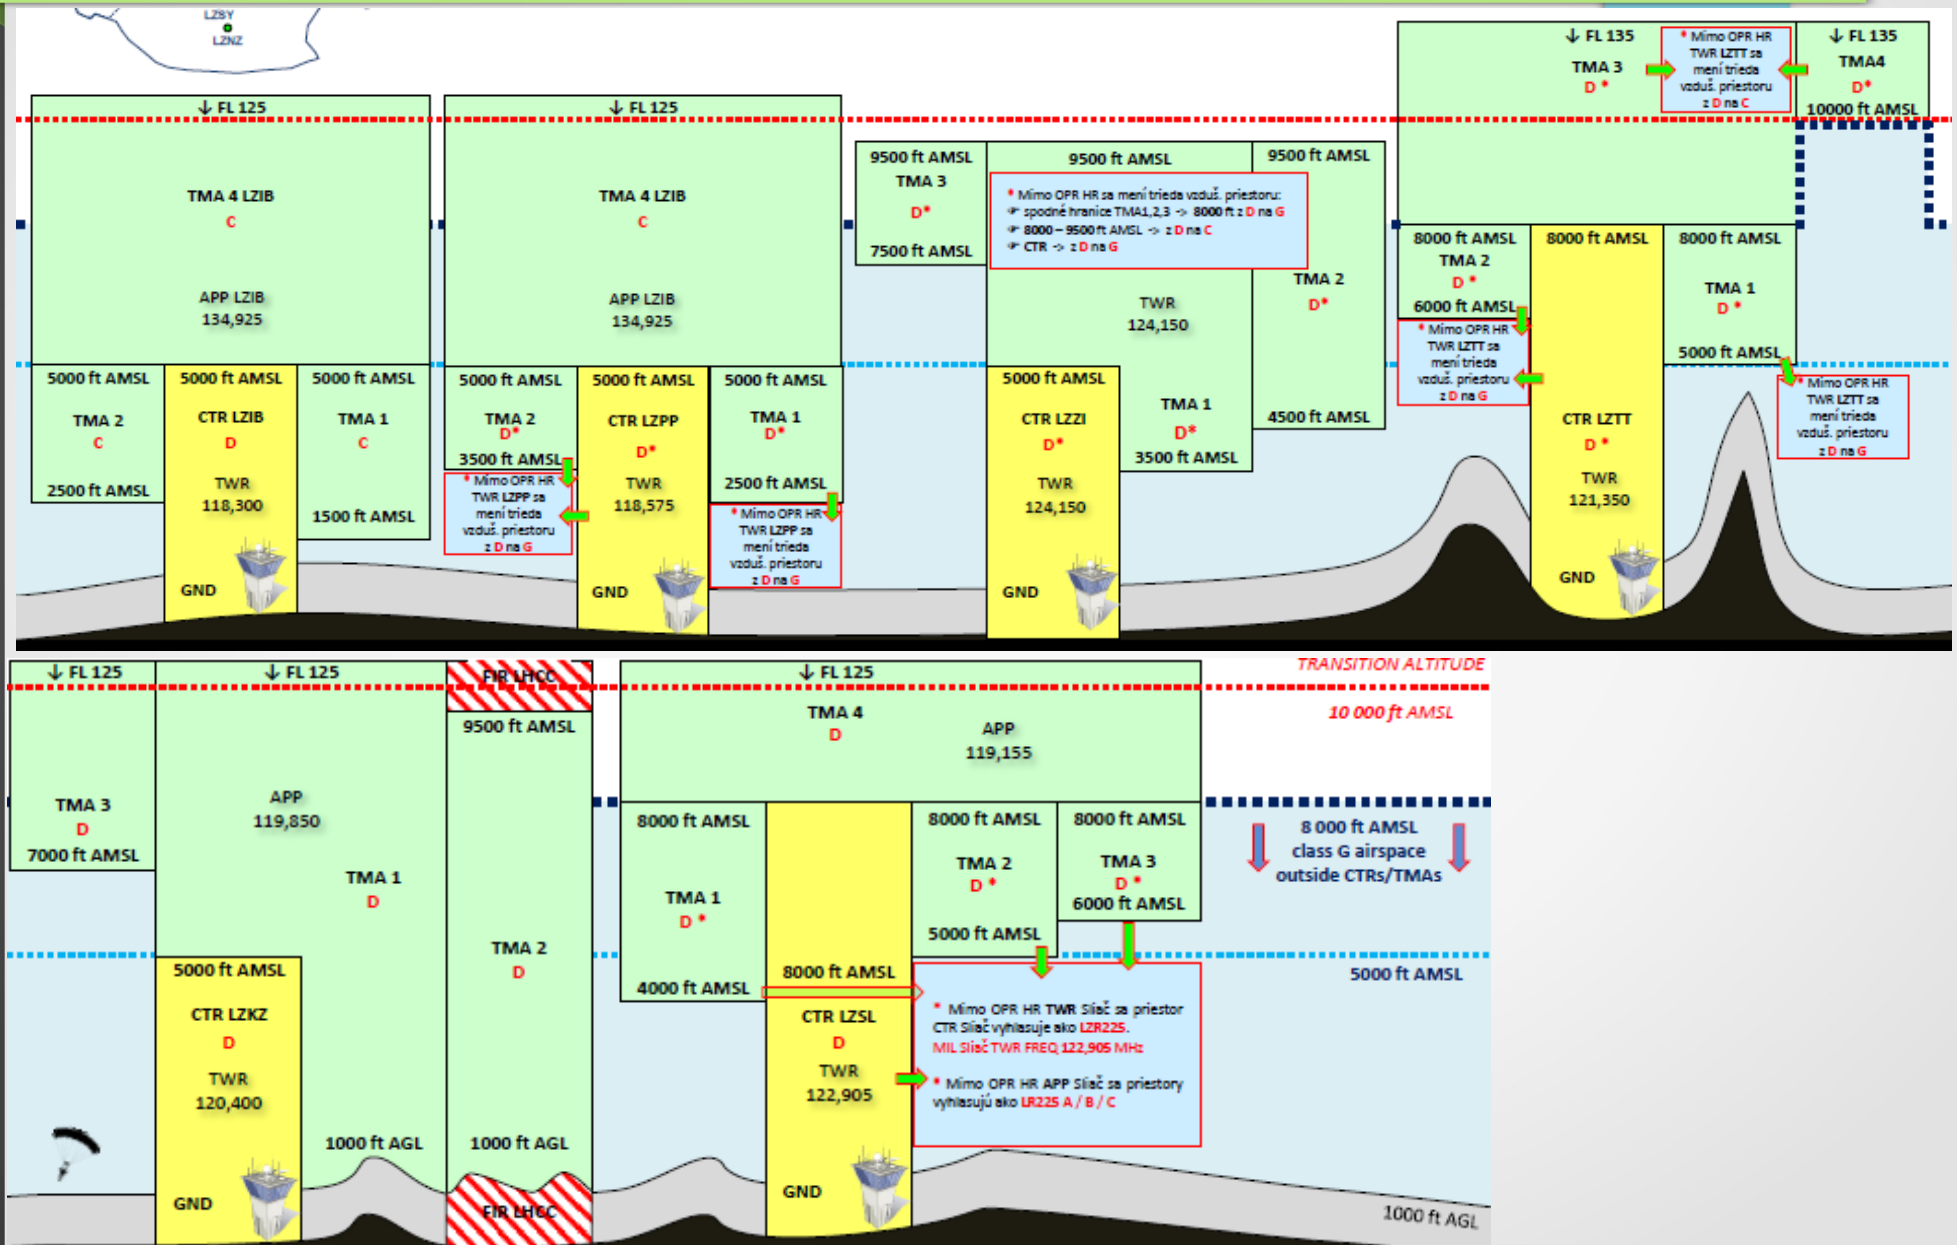 LZSY
LZNZ
↓ FL 125
TMA 4 LZIB
C
APP LZIB
134,925
5000 ft AMSL
TMA 2
C
2500 ft AMSL
5000 ft AMSL
CTR LZIB
D
TWR
118,300
GND
5000 ft AMSL
TMA 1
C
1500 ft AMSL
↓ FL 125
TMA 4 LZIB
C
APP LZIB
134,925
5000 ft AMSL
TMA 2
D*
3500 ft AMSL
* Mimo OPR HR
TWR LZPP sa
mení trieda
vzduš. priestoru
z D na G
5000 ft AMSL
CTR LZPP
D*
TWR
118,575
GND
5000 ft AMSL
TMA 1
D*
2500 ft AMSL
* Mimo OPR HR
TWR LZPP sa
mení trieda
vzduš. priestoru
z D na G
9500 ft AMSL
TMA 3
D*
7500 ft AMSL
9500 ft AMSL
* Mimo OPR HR sa mení trieda vzduš. priestoru:
☞ spodné hranice TMA1,2,3 -> 8000 ft z D na G
☞ 8000 – 9500 ft AMSL -> z D na C
☞ CTR -> z D na G
TWR
124,150
TMA 1
D*
3500 ft AMSL
9500 ft AMSL
TMA 2
D*
4500 ft AMSL
5000 ft AMSL
CTR LZZI
D*
TWR
124,150
GND
↓ FL 135
TMA 3
D *
* Mimo OPR HR
TWR LZTT sa
mení trieda
vzduš. priestoru
z D na C
↓ FL 135
TMA4
D*
10000 ft AMSL
8000 ft AMSL
TMA 2
D *
6000 ft AMSL
* Mimo OPR HR
TWR LZTT sa
mení trieda
vzduš. priestoru
z D na G
8000 ft AMSL
CTR LZTT
D *
TWR
121,350
GND
8000 ft AMSL
TMA 1
D *
5000 ft AMSL
* Mimo OPR HR
TWR LZTT sa
mení trieda
vzduš. priestoru
z D na G
↓ FL 125
TMA 3
D
7000 ft AMSL
↓ FL 125
APP
119,850
TMA 1
D
1000 ft AGL
5000 ft AMSL
CTR LZKZ
D
TWR
120,400
GND
FIR LHCC
9500 ft AMSL
TMA 2
D
1000 ft AGL
FIR LHCC
↓ FL 125
TMA 4
D
APP
119,155
8000 ft AMSL
TMA 1
D *
4000 ft AMSL
8000 ft AMSL
CTR LZSL
D
TWR
122,905
GND
8000 ft AMSL
TMA 2
D *
5000 ft AMSL
8000 ft AMSL
TMA 3
D *
6000 ft AMSL
* Mimo OPR HR TWR Sliač sa priestor
CTR Sliač vyhlasuje ako LZR225.
MIL Sliač TWR FREQ 122,905 MHz
* Mimo OPR HR APP Sliač sa priestory
vyhlasujú ako LR225 A / B / C
TRANSITION ALTITUDE
10 000 ft AMSL
8 000 ft AMSL
class G airspace
outside CTRs/TMAs
5000 ft AMSL
1000 ft AGL